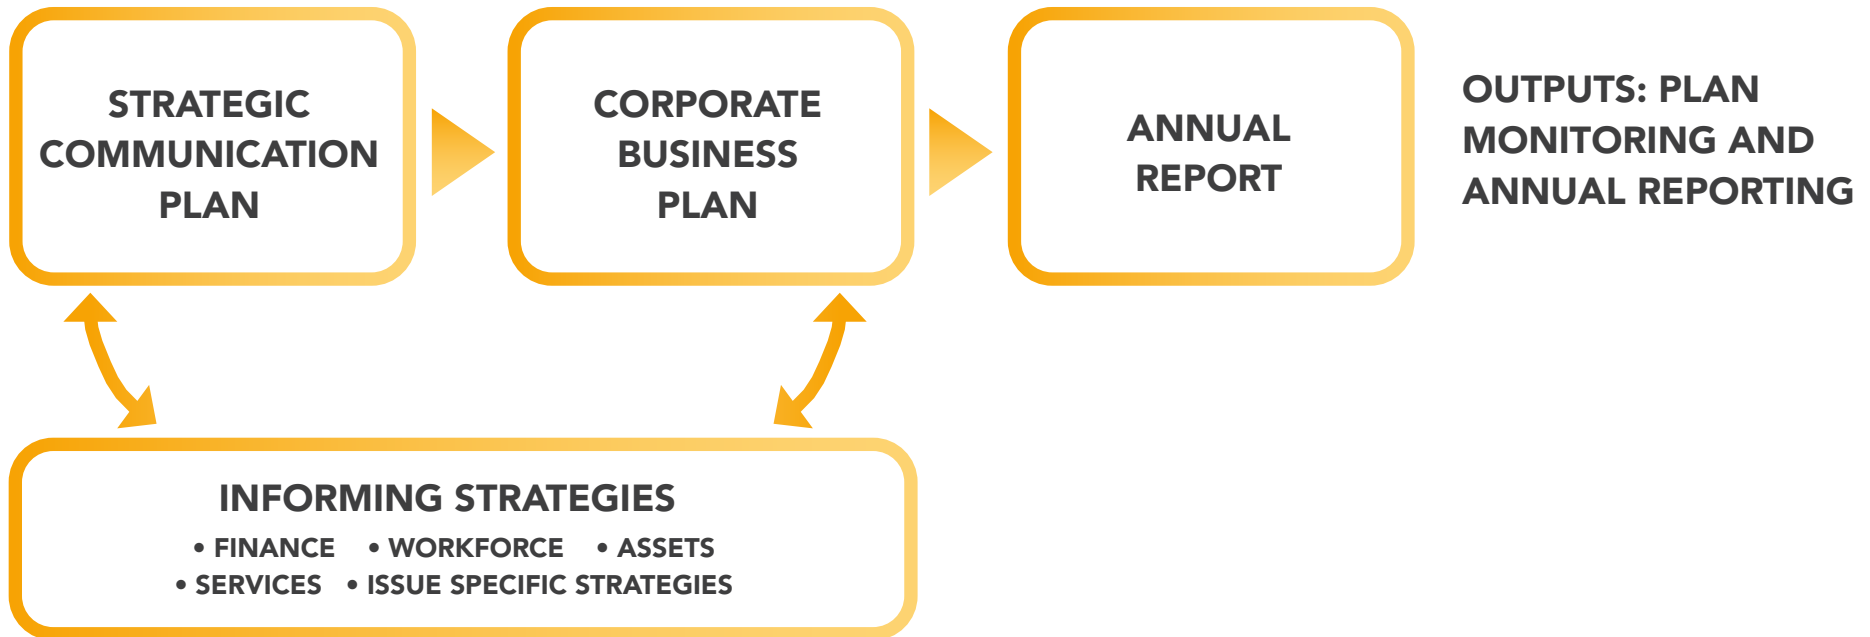 STRATEGIC
COMMUNICATION
PLAN
CORPORATE
BUSINESS
PLAN
ANNUAL
REPORT
OUTPUTS: PLAN
MONITORING AND
ANNUAL REPORTING
INFORMING STRATEGIES
• FINANCE • WORKFORCE • ASSETS
• SERVICES • ISSUE SPECIFIC STRATEGIES